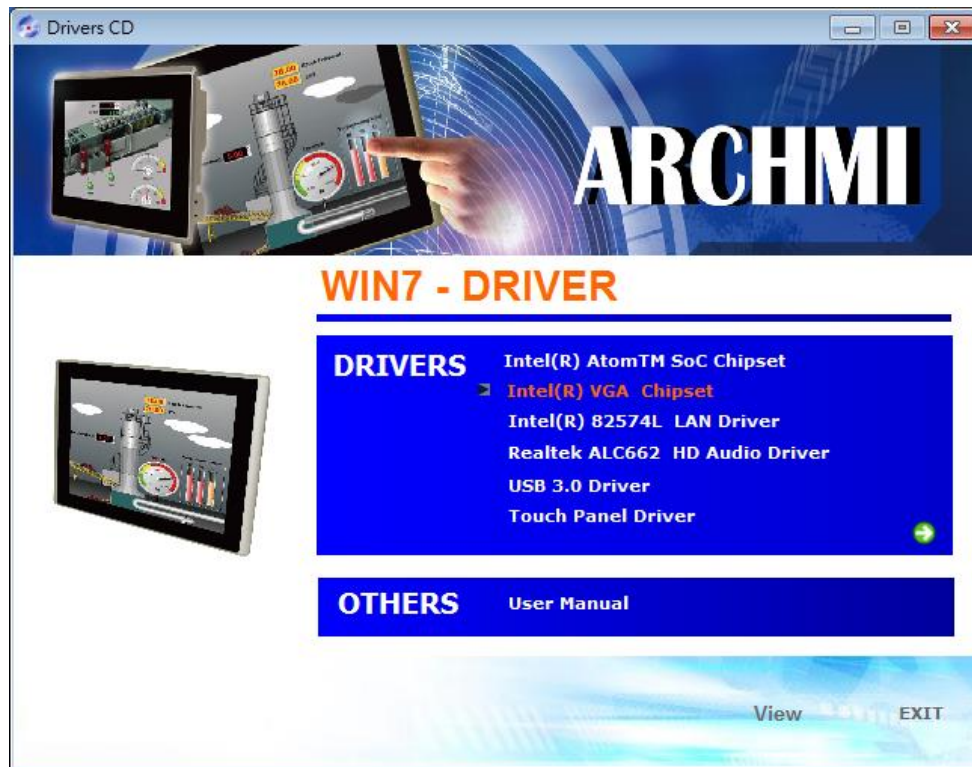 Drivers CD
ARCHMI
WIN7 - DRIVER
DRIVERS
Intel(R) AtomTM SoC Chipset
Intel(R) VGA Chipset
Intel(R) 82574L LAN Driver
Realtek ALC662 HD Audio Driver
USB 3.0 Driver
Touch Panel Driver
OTHERS
User Manual
View
EXIT